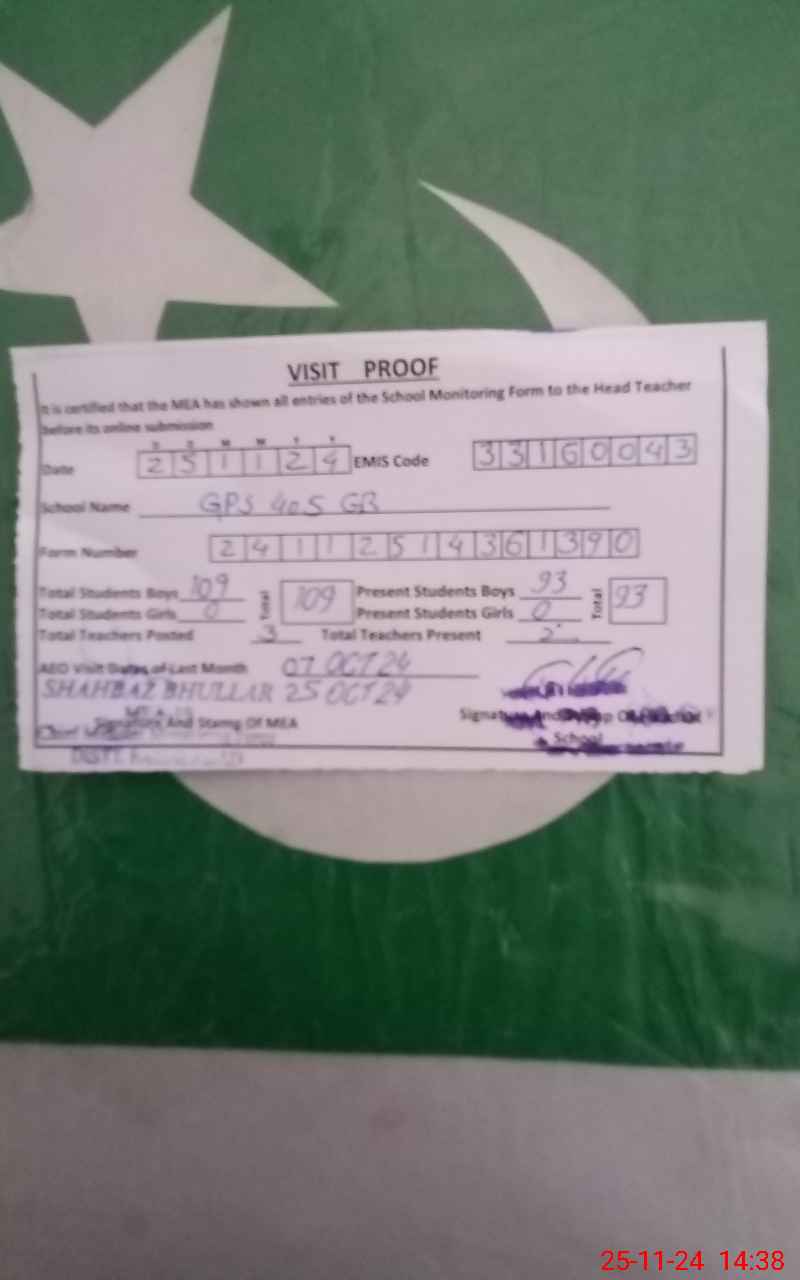 VISIT PROOF
It is certified that the MEA has shown all entries of the School Monitoring Form to the Head Teacher
before its online submission
D D M M Y Y
Date 2 5 1 1 2 4 EMIS Code 3 3 1 6 0 0 4 3
School Name GPS 405 GB
Form Number 2 4 1 1 2 5 1 4 3 6 1 3 9 0
Total Students Boys 109 Total 109 Present Students Boys 93 Total 93
Total Students Girls 0 Present Students Girls 0
Total Teachers Posted 3 Total Teachers Present 2
AEO Visit Dates of Last Month 07 OCT 24
SHAHBAZ BHULLAR 25 OCT 24
Signature And Stamp Of MEA Signature And Stamp Of
School
DISTT.
25-11-24 14:38